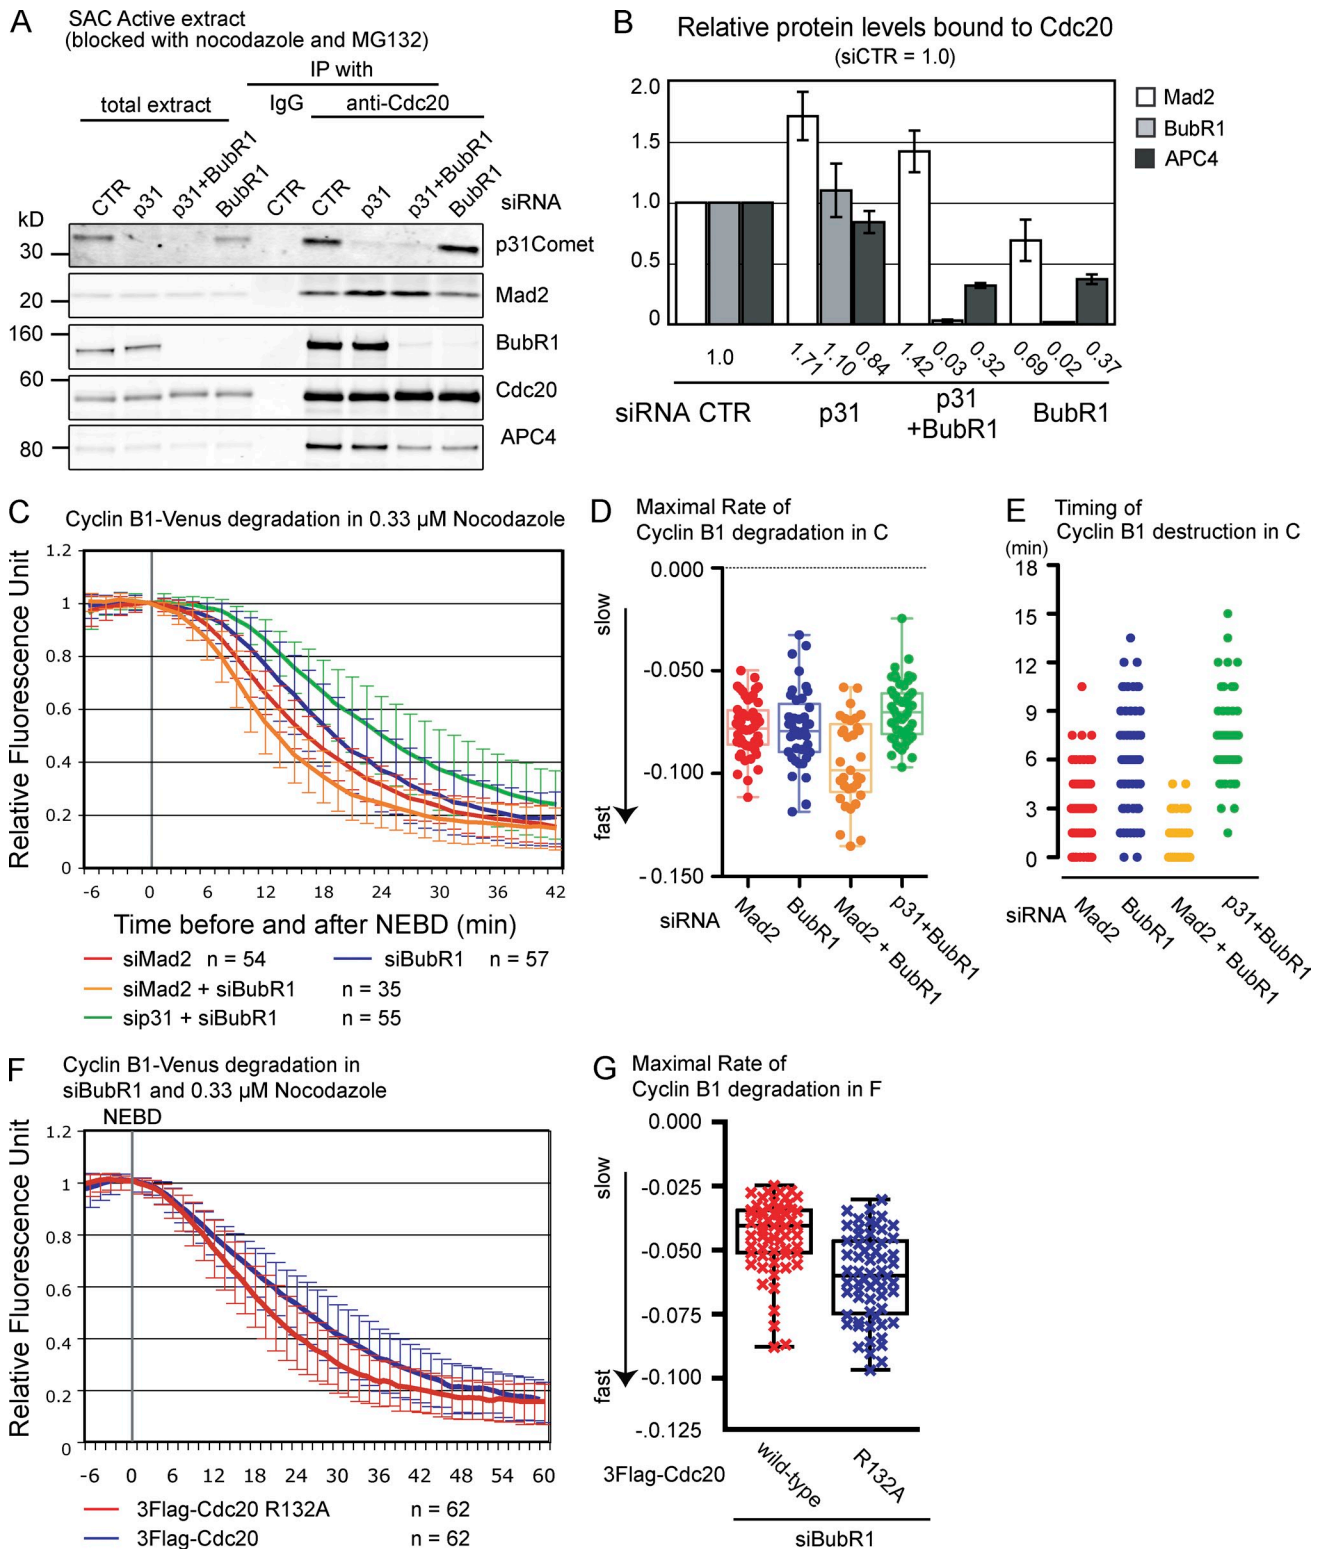 A
SAC Active extract
(blocked with nocodazole and MG132)
IP with
total extract
IgG
anti-Cdc20
CTR
p31
p31+BubR1
BubR1
CTR
CTR
p31
p31+BubR1
BubR1
siRNA
kD
30
p31Comet
20
Mad2
160
BubR1
60
Cdc20
80
APC4
B
Relative protein levels bound to Cdc20
(siCTR = 1.0)
2.0
1.5
1.0
0.5
0
Mad2
BubR1
APC4
1.0
1.71
1.10
0.84
1.42
0.03
0.32
0.69
0.02
0.37
siRNA CTR
p31
p31
+BubR1
BubR1
C
Cyclin B1-Venus degradation in 0.33 µM Nocodazole
Relative Fluorescence Unit
1.2
1
0.8
0.6
0.4
0.2
0
-6 0 6 12 18 24 30 36 42
Time before and after NEBD (min)
siMad2 n = 54
siBubR1 n = 57
siMad2 + siBubR1 n = 35
sip31 + siBubR1 n = 55
D
Maximal Rate of
Cyclin B1 degradation in C
slow
fast
0.000
-0.050
-0.100
-0.150
siRNA
Mad2
BubR1
Mad2 + BubR1
p31+BubR1
E
Timing of
Cyclin B1 destruction in C
(min)
18
15
12
9
6
3
0
siRNA
Mad2
BubR1
Mad2 + BubR1
p31+BubR1
F
Cyclin B1-Venus degradation in
siBubR1 and 0.33 µM Nocodazole
NEBD
Relative Fluorescence Unit
1.2
1
0.8
0.6
0.4
0.2
0
-6 0 6 12 18 24 30 36 42 48 54 60
3Flag-Cdc20 R132A n = 62
3Flag-Cdc20 n = 62
G
Maximal Rate of
Cyclin B1 degradation in F
slow
fast
0.000
-0.025
-0.050
-0.075
-0.100
-.0.125
3Flag-Cdc20
wild-type
R132A
siBubR1